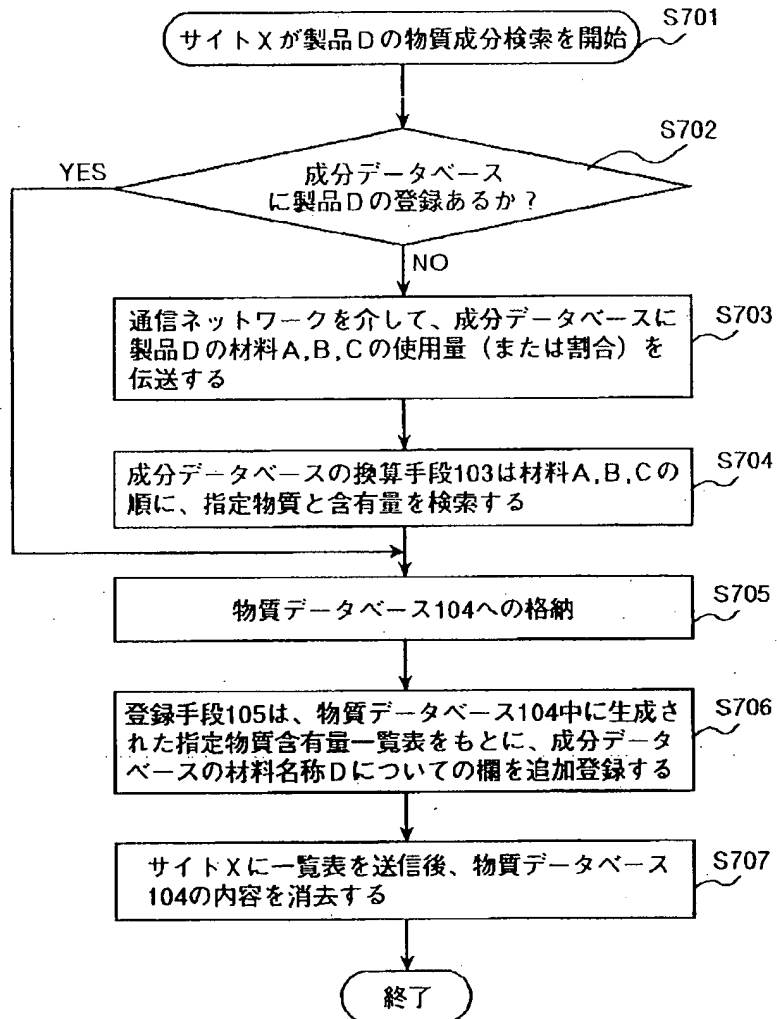 サイトXが製品Dの物質成分検索を開始
S701
S702
YES
成分データベース
に製品Dの登録あるか？
NO
通信ネットワークを介して、成分データベースに
製品Dの材料A,B,Cの使用量（または割合）を
伝送する
S703
成分データベースの換算手段103は材料A,B,Cの
順に、指定物質と含有量を検索する
S704
物質データベース104への格納
S705
登録手段105は、物質データベース104中に生成さ
れた指定物質含有量一覧表をもとに、成分データ
ベースの材料名称Dについての欄を追加登録する
S706
サイトXに一覧表を送信後、物質データベース
104の内容を消去する
S707
終了